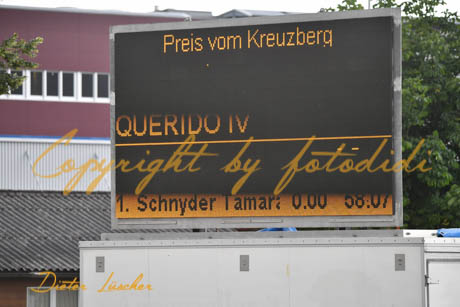 Preis vom Kreuzberg
QUERIDO IV
Copyright by fotodidi
1. Schnyder Tamara 0.00 58:07
Dieter Lüscher